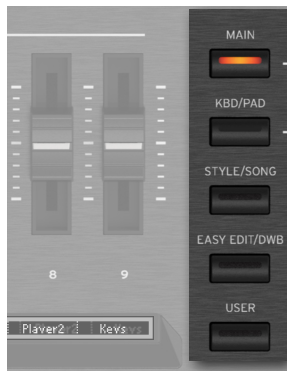 MAIN
KBD/PAD
STYLE/SONG
EASY EDIT/DWB
USER
8 9
Player2 Keys